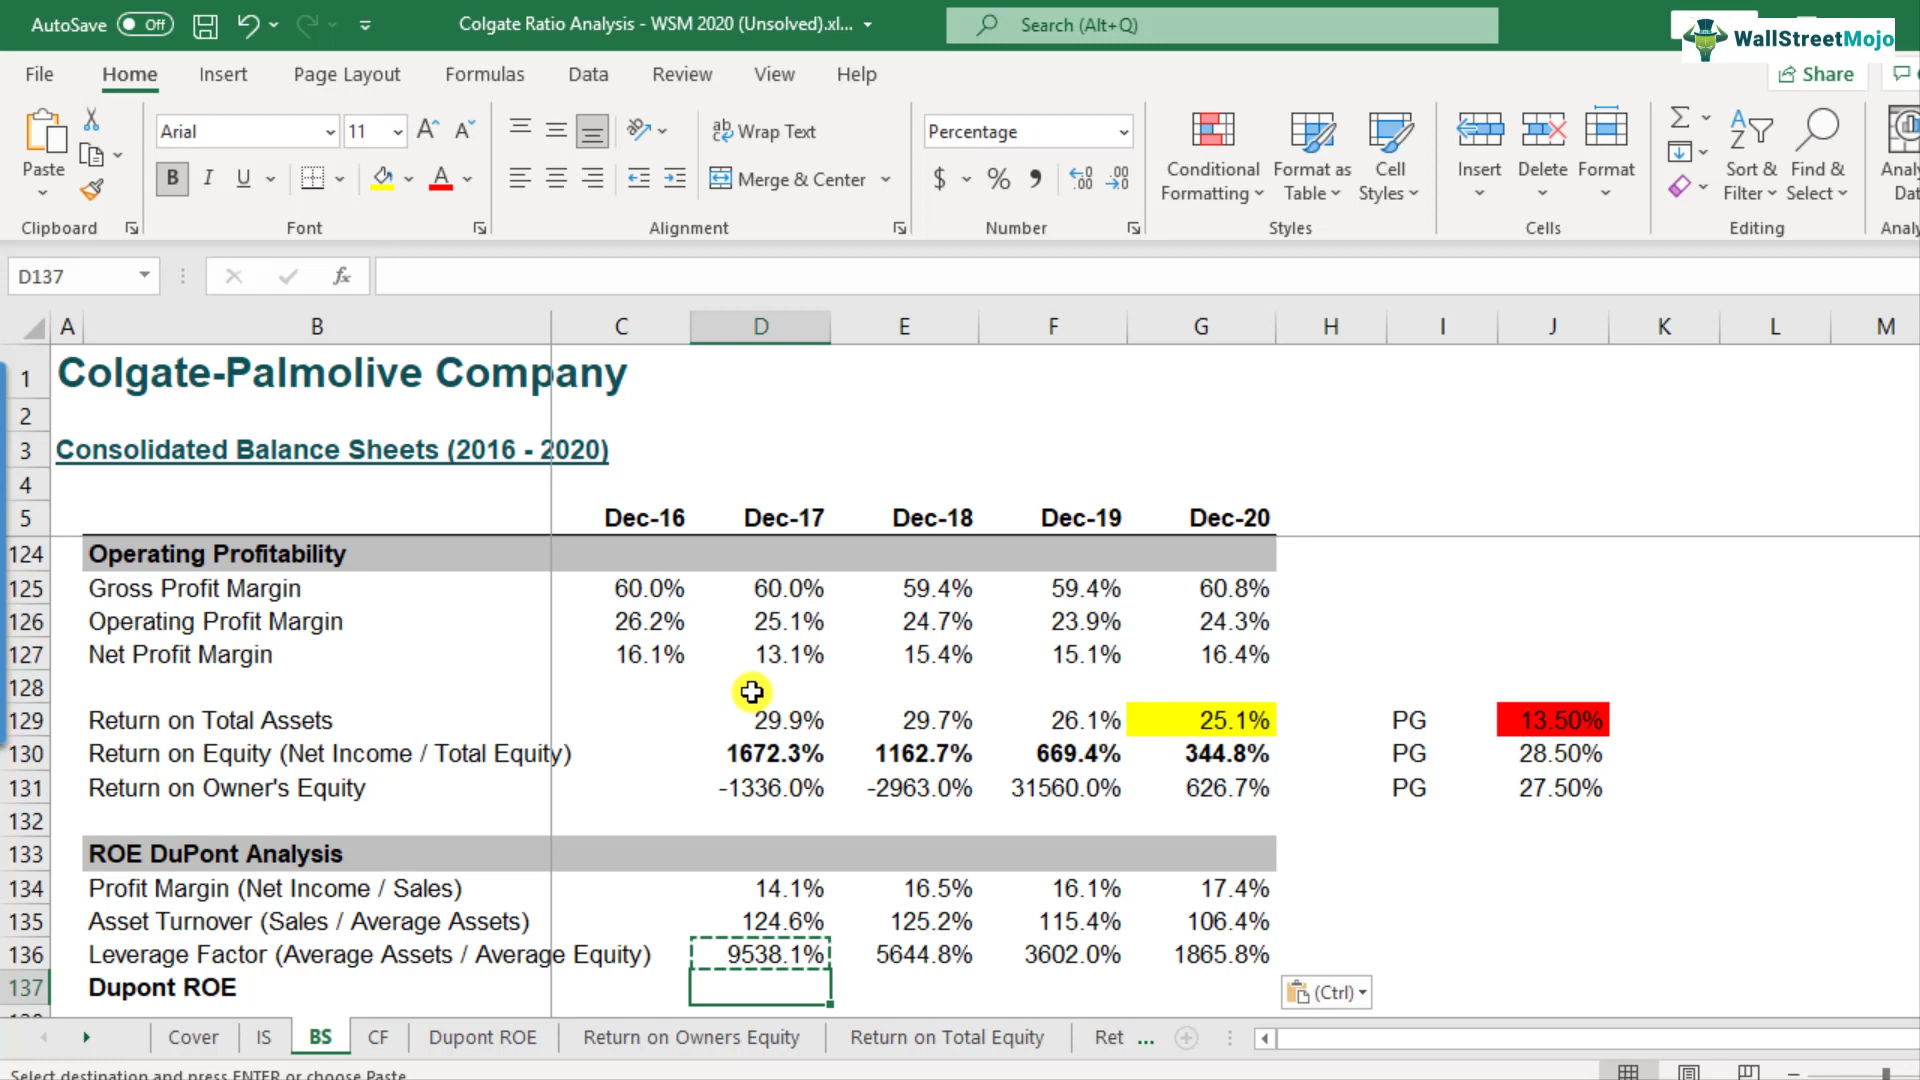 AutoSave Off Colgate Ratio Analysis - WSM 2020 (Unsolved).xl... Search (Alt+Q)
WallStreetMojo
File Home Insert Page Layout Formulas Data Review View Help Share
Paste
Arial 11
B I U A
ab Wrap Text
Merge & Center
Percentage
$ % 9 .00 .00
Conditional Formatting
Format as Table
Cell Styles
Insert Delete Format
Sort & Filter
Find & Select
Clipboard Font Alignment Number Styles Cells Editing
D137 fx
A B C D E F G H I J K L M
1 Colgate-Palmolive Company
2
3 Consolidated Balance Sheets (2016 - 2020)
4
5 Dec-16 Dec-17 Dec-18 Dec-19 Dec-20
124 Operating Profitability
125 Gross Profit Margin 60.0% 60.0% 59.4% 59.4% 60.8%
126 Operating Profit Margin 26.2% 25.1% 24.7% 23.9% 24.3%
127 Net Profit Margin 16.1% 13.1% 15.4% 15.1% 16.4%
128
129 Return on Total Assets 29.9% 29.7% 26.1% 25.1% PG 13.50%
130 Return on Equity (Net Income / Total Equity) 1672.3% 1162.7% 669.4% 344.8% PG 28.50%
131 Return on Owner's Equity -1336.0% -2963.0% 31560.0% 626.7% PG 27.50%
132
133 ROE DuPont Analysis
134 Profit Margin (Net Income / Sales) 14.1% 16.5% 16.1% 17.4%
135 Asset Turnover (Sales / Average Assets) 124.6% 125.2% 115.4% 106.4%
136 Leverage Factor (Average Assets / Average Equity) 9538.1% 5644.8% 3602.0% 1865.8%
137 Dupont ROE (Ctrl)
Cover IS BS CF Dupont ROE Return on Owners Equity Return on Total Equity Ret ...
Select destination and press ENTER or choose Paste